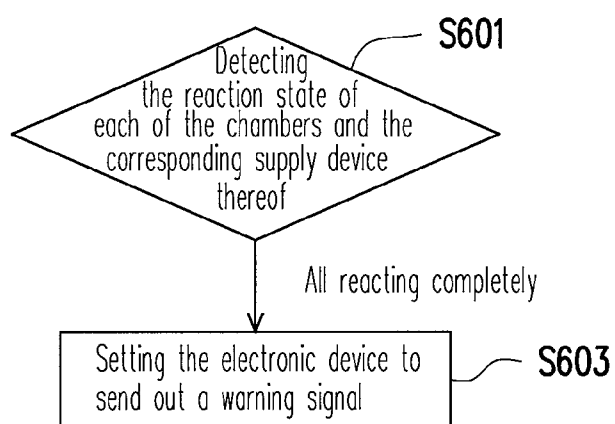 S601
Detecting
the reaction state of
each of the chambers and the
corresponding supply device
thereof
All reacting completely
Setting the electronic device to
send out a warning signal
S603